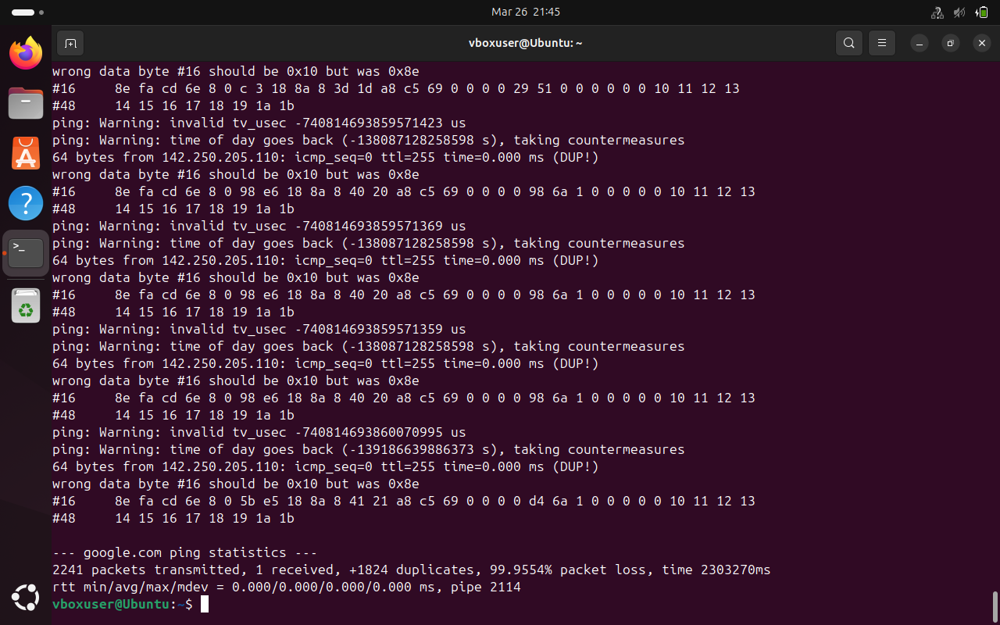 Mar 26 21:45
vboxuser@Ubuntu: ~
wrong data byte #16 should be 0x10 but was 0x8e
#16     8e fa cd 6e 8 0 c 3 18 8a 8 3d 1d a8 c5 69 0 0 0 0 29 51 0 0 0 0 0 0 10 11 12 13
#48     14 15 16 17 18 19 1a 1b
ping: Warning: invalid tv_usec -740814693859571423 us
ping: Warning: time of day goes back (-138087128258598 s), taking countermeasures
64 bytes from 142.250.205.110: icmp_seq=0 ttl=255 time=0.000 ms (DUP!)
wrong data byte #16 should be 0x10 but was 0x8e
#16     8e fa cd 6e 8 0 98 e6 18 8a 8 40 20 a8 c5 69 0 0 0 0 98 6a 1 0 0 0 0 0 10 11 12 13
#48     14 15 16 17 18 19 1a 1b
ping: Warning: invalid tv_usec -740814693859571369 us
ping: Warning: time of day goes back (-138087128258598 s), taking countermeasures
64 bytes from 142.250.205.110: icmp_seq=0 ttl=255 time=0.000 ms (DUP!)
wrong data byte #16 should be 0x10 but was 0x8e
#16     8e fa cd 6e 8 0 98 e6 18 8a 8 40 20 a8 c5 69 0 0 0 0 98 6a 1 0 0 0 0 0 10 11 12 13
#48     14 15 16 17 18 19 1a 1b
ping: Warning: invalid tv_usec -740814693859571359 us
ping: Warning: time of day goes back (-138087128258598 s), taking countermeasures
64 bytes from 142.250.205.110: icmp_seq=0 ttl=255 time=0.000 ms (DUP!)
wrong data byte #16 should be 0x10 but was 0x8e
#16     8e fa cd 6e 8 0 98 e6 18 8a 8 40 20 a8 c5 69 0 0 0 0 98 6a 1 0 0 0 0 0 10 11 12 13
#48     14 15 16 17 18 19 1a 1b
ping: Warning: invalid tv_usec -740814693860070995 us
ping: Warning: time of day goes back (-139186639886373 s), taking countermeasures
64 bytes from 142.250.205.110: icmp_seq=0 ttl=255 time=0.000 ms (DUP!)
wrong data byte #16 should be 0x10 but was 0x8e
#16     8e fa cd 6e 8 0 5b e5 18 8a 8 41 21 a8 c5 69 0 0 0 0 d4 6a 1 0 0 0 0 0 10 11 12 13
#48     14 15 16 17 18 19 1a 1b
--- google.com ping statistics ---
2241 packets transmitted, 1 received, +1824 duplicates, 99.9554% packet loss, time 2303270ms
rtt min/avg/max/mdev = 0.000/0.000/0.000/0.000 ms, pipe 2114
vboxuser@Ubuntu:~$